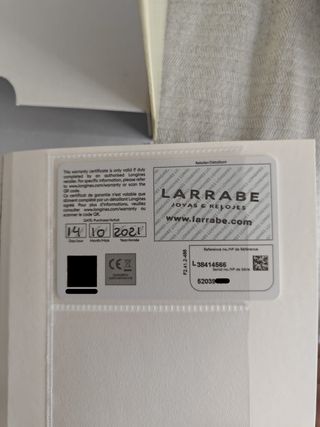 This warranty certificate is only valid if duly
completed by an authorised Longines
retailer. For specific information, please refer
to www.longines.com/warranty or scan the
QR code.
Ce certificat de garantie n'est valable que
dûment complété par un détaillant Longines
agréé. Pour plus d'informations, veuillez
consulter www.longines.com/warranty ou
scanner le code QR.
DATE Purchase/Achat
14 10 2021
Day/Jour Month/Mois Year/Année
CE
Retailer/Détaillant
LARRABE
JOYAS & RELOJES
www.larrabe.com
Reference no./Nº de Référence
L38414566
Serial no./Nº de Série
52039